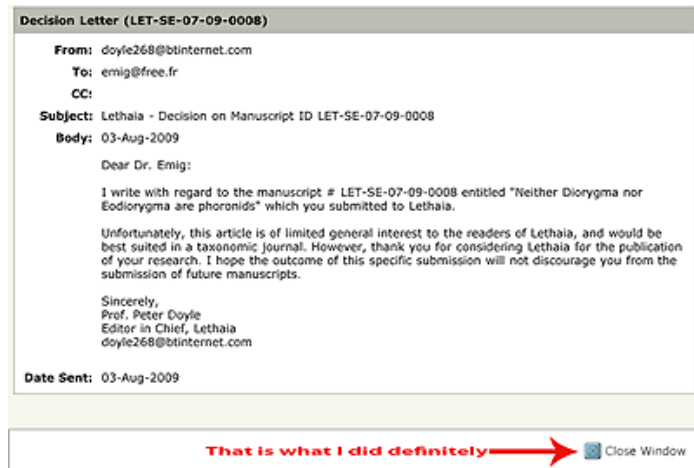 Decision Letter (LET-SE-07-09-0008)
From: doyle268@btinternet.com
To: emig@free.fr
CC:
Subject: Lethaia - Decision on Manuscript ID LET-SE-07-09-0008
Body: 03-Aug-2009
Dear Dr. Emig:
I write with regard to the manuscript # LET-SE-07-09-0008 entitled "Neither Diorygma nor
Eodiorygma are phoronids" which you submitted to Lethaia.
Unfortunately, this article is of limited general interest to the readers of Lethaia, and would be
best suited in a taxonomic journal. However, thank you for considering Lethaia for the publication
of your research. I hope the outcome of this specific submission will not discourage you from the
submission of future manuscripts.
Sincerely,
Prof. Peter Doyle
Editor in Chief, Lethaia
doyle268@btinternet.com
Date Sent: 03-Aug-2009
That is what I did definitely Close Window